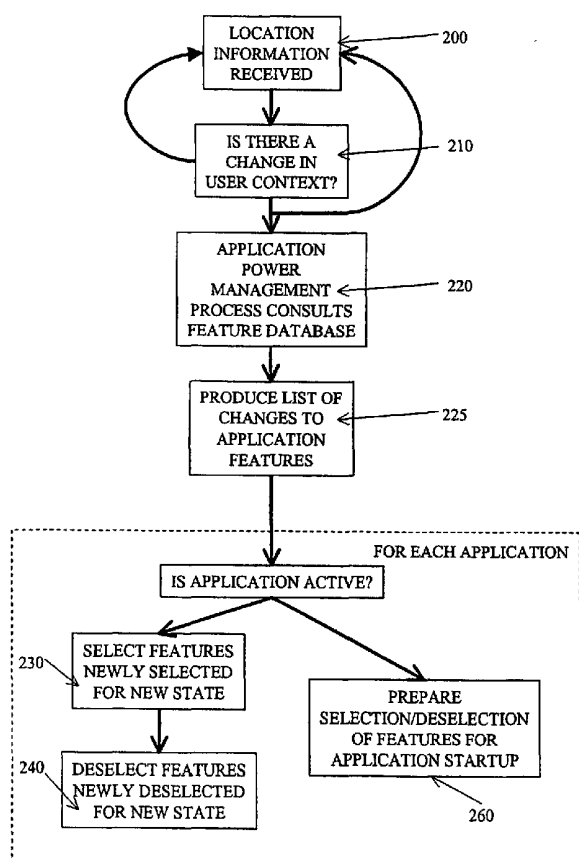 LOCATION
INFORMATION
RECEIVED
200
IS THERE A
CHANGE IN
USER CONTEXT?
210
APPLICATION
POWER
MANAGEMENT
PROCESS CONSULTS
FEATURE DATABASE
220
PRODUCE LIST OF
CHANGES TO
APPLICATION
FEATURES
225
FOR EACH APPLICATION
IS APPLICATION ACTIVE?
230
SELECT FEATURES
NEWLY SELECTED
FOR NEW STATE
PREPARE
SELECTION/DESELECTION
OF FEATURES FOR
APPLICATION STARTUP
240
DESELECT FEATURES
NEWLY DESELECTED
FOR NEW STATE
260